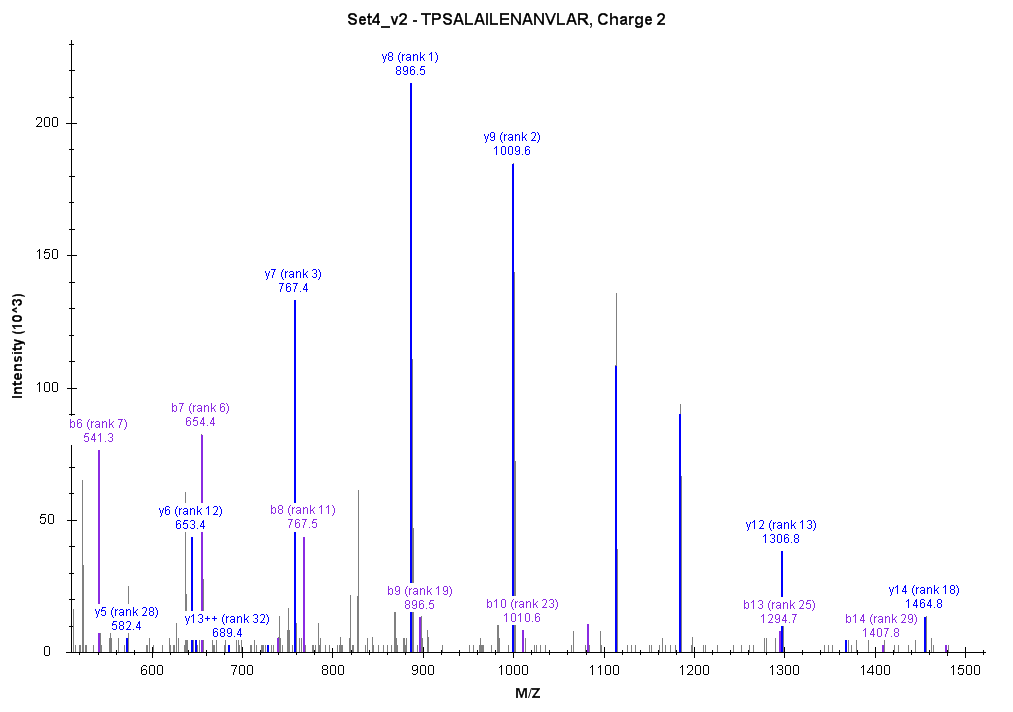 Set4_v2 - TPSALAILENANVLAR, Charge 2
y8 (rank 1)
896.5
y9 (rank 2)
1009.6
y7 (rank 3)
767.4
b7 (rank 6)
654.4
b6 (rank 7)
541.3
y6 (rank 12)
653.4
b8 (rank 11)
767.5
y12 (rank 13)
1306.8
b9 (rank 19)
896.5
b10 (rank 23)
1010.6
y14 (rank 18)
1464.8
b13 (rank 25)
1294.7
y5 (rank 28)
582.4
y13++ (rank 32)
689.4
b14 (rank 29)
1407.8
200
150
100
50
0
Intensity (10^3)
600 700 800 900 1000 1100 1200 1300 1400 1500
M/Z